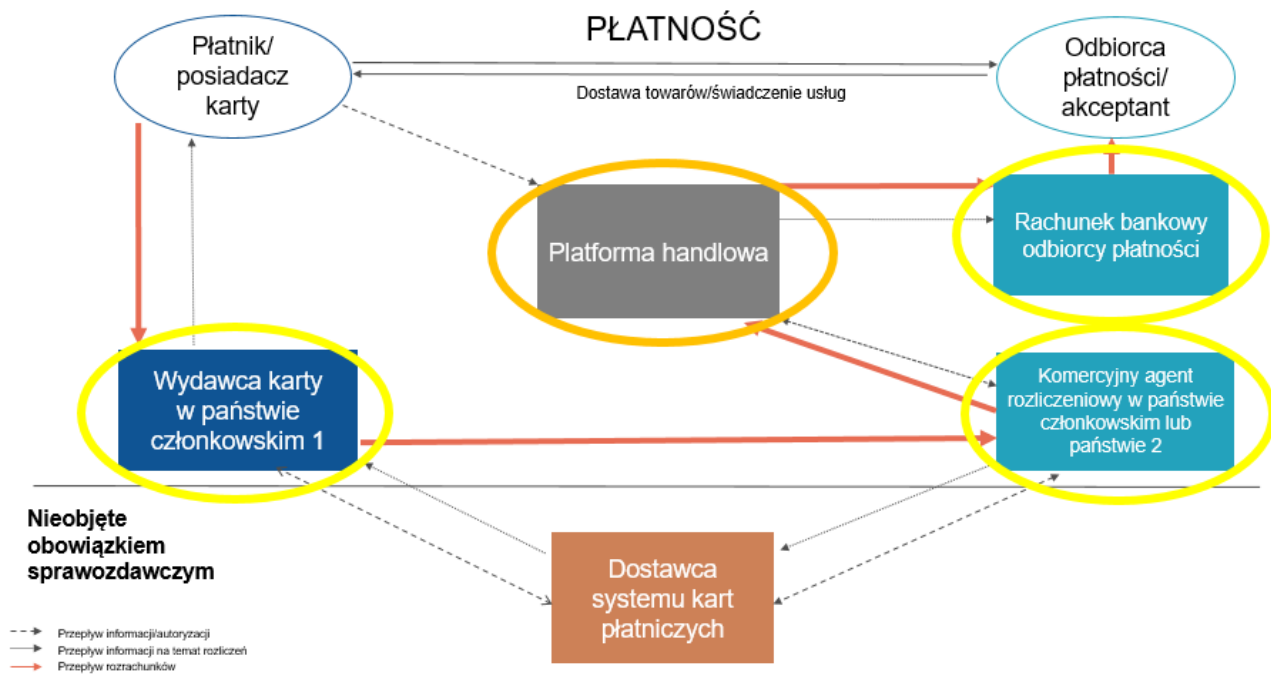 PŁATNOŚĆ
Płatnik/
posiadacz
karty
Odbiorca
płatności/
akceptant
Dostawa towarów/świadczenie usług
Platforma handlowa
Rachunek bankowy
odbiorcy płatności
Wydawca karty
w państwie
członkowskim 1
Komercyjny agent
rozliczeniowy w państwie
członkowskim lub
państwie 2
Nieobjęte
obowiązkiem
sprawozdawczym
Dostawca
systemu kart
płatniczych
Przepływ informacji/autoryzacji
Przepływ informacji na temat rozliczeń
Przepływ rozrachunków